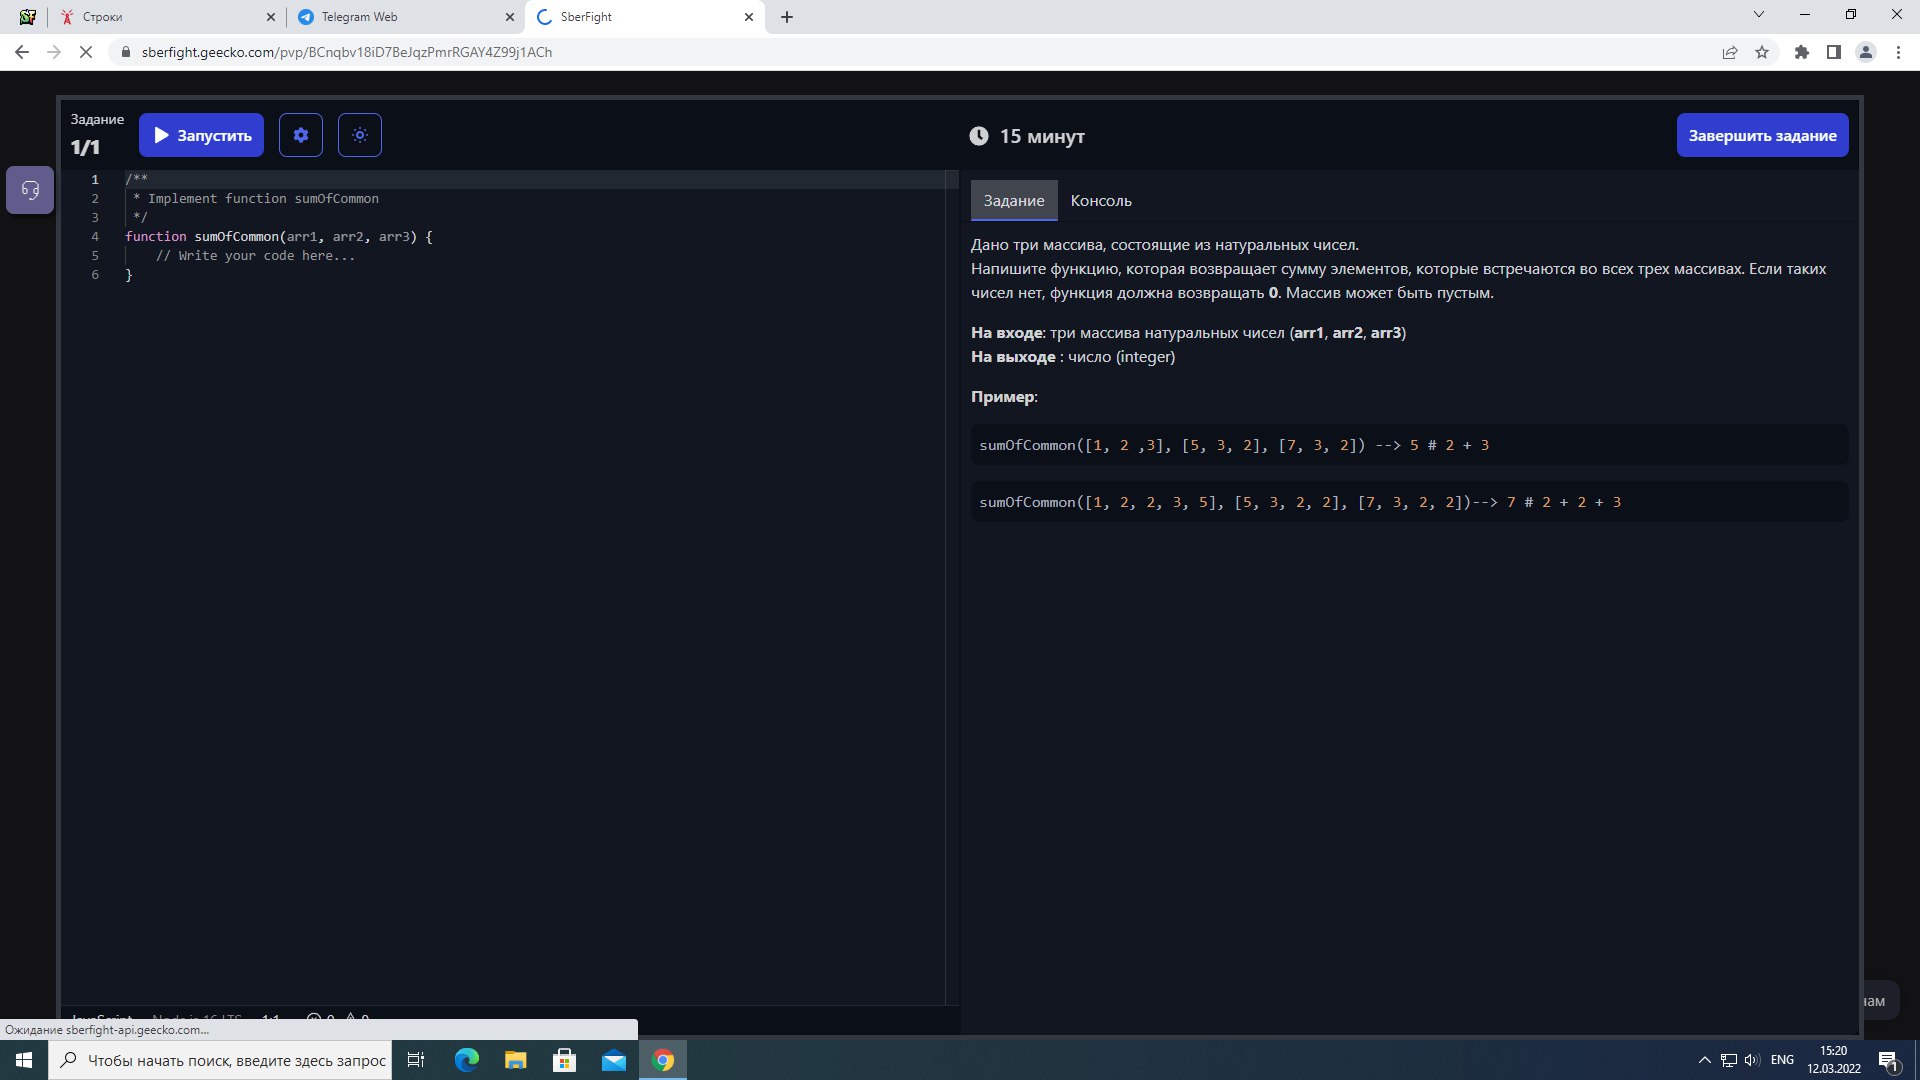 Строки
Telegram Web
SberFight
sberfight.geecko.com/pvp/BCnqbv18iD7BeJqzPmrRGAY4Z99j1ACh
Задание
1/1
Запустить
15 минут
Завершить задание
1 /**
2 * Implement function sumOfCommon
3 */
4 function sumOfCommon(arr1, arr2, arr3) {
5 // Write your code here...
6 }
Задание Консоль
Дано три массива, состоящие из натуральных чисел.
Напишите функцию, которая возвращает сумму элементов, которые встречаются во всех трех массивах. Если таких
чисел нет, функция должна возвращать 0. Массив может быть пустым.
На входе: три массива натуральных чисел (arr1, arr2, arr3)
На выходе : число (integer)
Пример:
sumOfCommon([1, 2 ,3], [5, 3, 2], [7, 3, 2]) --> 5 # 2 + 3
sumOfCommon([1, 2, 2, 3, 5], [5, 3, 2, 2], [7, 3, 2, 2])--> 7 # 2 + 2 + 3
нам
JavaScript Node.js 16 LTS 1:1 0 0
Ожидание sberfight-api.geecko.com...
Чтобы начать поиск, введите здесь запрос
ENG
15:20
12.03.2022
1